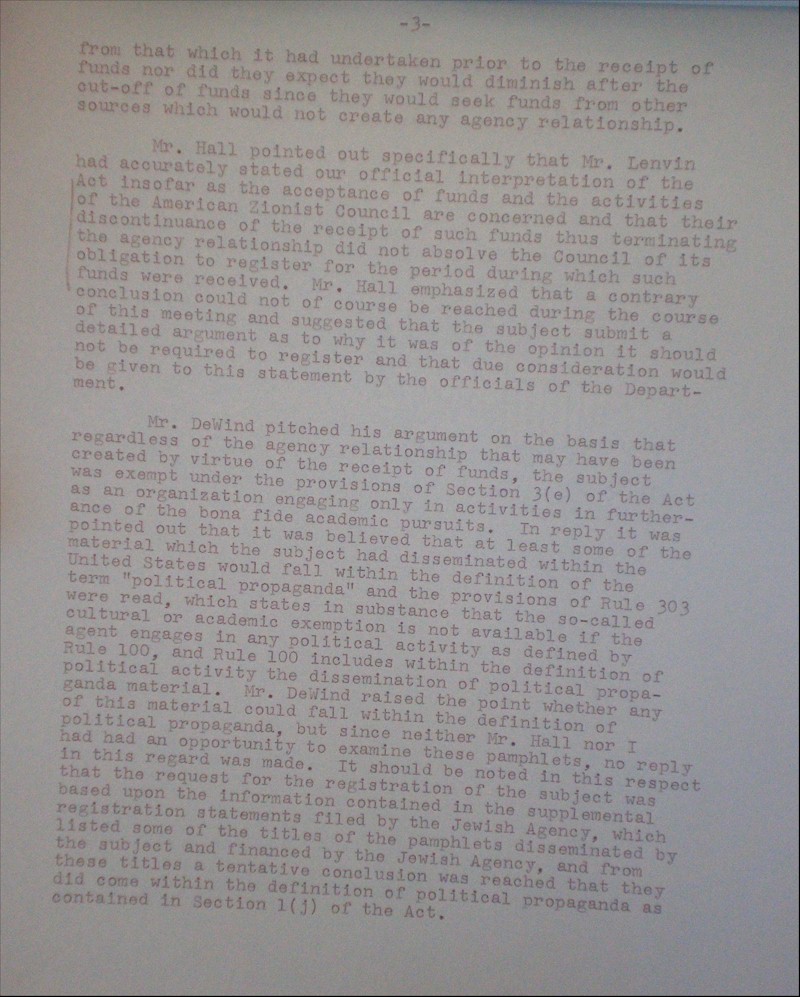 -3-
from that which it had undertaken prior to the receipt of
funds nor did they expect they would diminish after the
cut-off of funds since they would seek funds from other
sources which would not create any agency relationship.
Mr. Hall pointed out specifically that Mr. Lenvin
had accurately stated our official interpretation of the
Act insofar as the acceptance of funds and the activities
of the American Zionist Council are concerned and that their
discontinuance of the receipt of such funds thus terminating
the agency relationship did not absolve the Council of its
obligation to register for the period during which such
funds were received. Mr. Hall emphasized that a contrary
conclusion could not of course be reached during the course
of this meeting and suggested that the subject submit a
detailed argument as to why it was of the opinion it should
not be required to register and that due consideration would
be given to this statement by the officials of the Depart-
ment.
Mr. DeWind pitched his argument on the basis that
regardless of the agency relationship that may have been
created by virtue of the receipt of funds, the subject
was exempt under the provisions of Section 3(e) of the Act
as an organization engaging only in activities in further-
ance of the bona fide academic pursuits. In reply it was
pointed out that it was believed that at least some of the
material which the subject had disseminated within the
United States would fall within the definition of the
term "political propaganda" and the provisions of Rule 303
were read, which states in substance that the so-called
cultural or academic exemption is not available if the
agent engages in any political activity as defined by
Rule 100, and Rule 100 includes within the definition of
political activity the dissemination of political propa-
ganda material. Mr. DeWind raised the point whether any
of this material could fall within the definition of
political propaganda, but since neither Mr. Hall nor I
had had an opportunity to examine these pamphlets, no reply
in this regard was made. It should be noted in this respect
that the request for the registration of the subject was
based upon the information contained in the supplemental
registration statements filed by the Jewish Agency, which
listed some of the titles of the pamphlets disseminated by
the subject and financed by the Jewish Agency, and from
these titles a tentative conclusion was reached that they
did come within the definition of political propaganda as
contained in Section 1(j) of the Act.